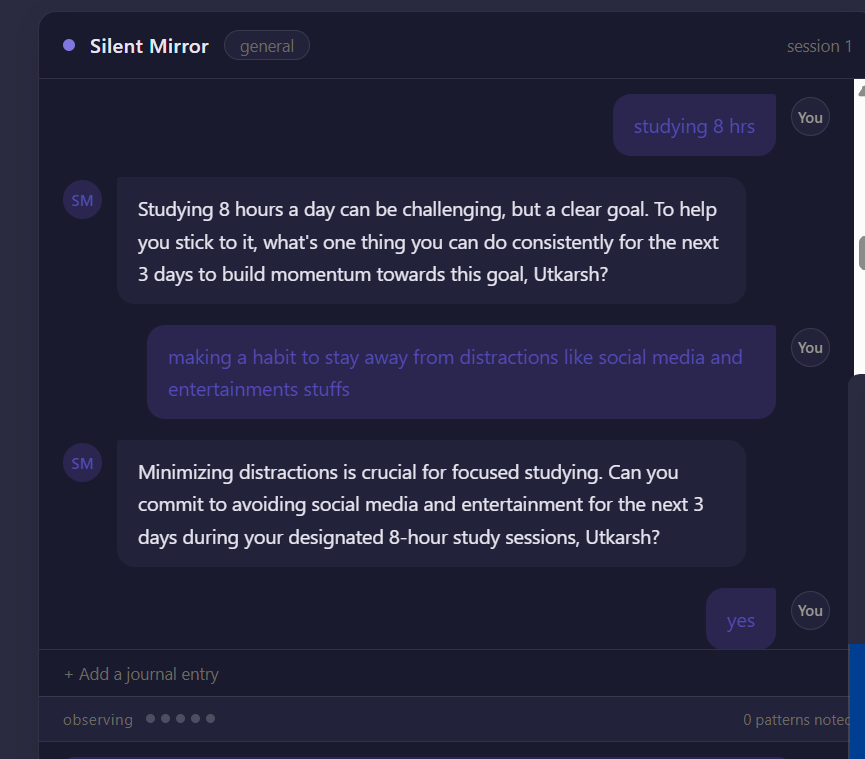 Silent Mirror general session 1
studying 8 hrs
You
SM
Studying 8 hours a day can be challenging, but a clear goal. To help
you stick to it, what's one thing you can do consistently for the next
3 days to build momentum towards this goal, Utkarsh?
making a habit to stay away from distractions like social media and
entertainments stuffs
You
SM
Minimizing distractions is crucial for focused studying. Can you
commit to avoiding social media and entertainment for the next 3
days during your designated 8-hour study sessions, Utkarsh?
yes
You
+ Add a journal entry
observing 0 patterns noted